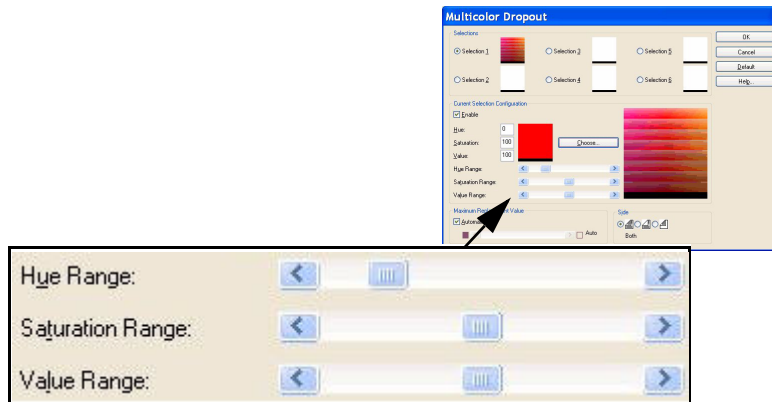 Multicolor Dropout
Selections
Selection 1
Selection 3
Selection 5
Selection 2
Selection 4
Selection 6
OK
Cancel
Default
Help...
Current Selection Configuration
Enable
Hue: 0
Saturation: 100
Value: 100
Choose...
Hue Range:
Saturation Range:
Value Range:
Maximum Value
Auto
Side
Both
Hue Range:
Saturation Range:
Value Range: